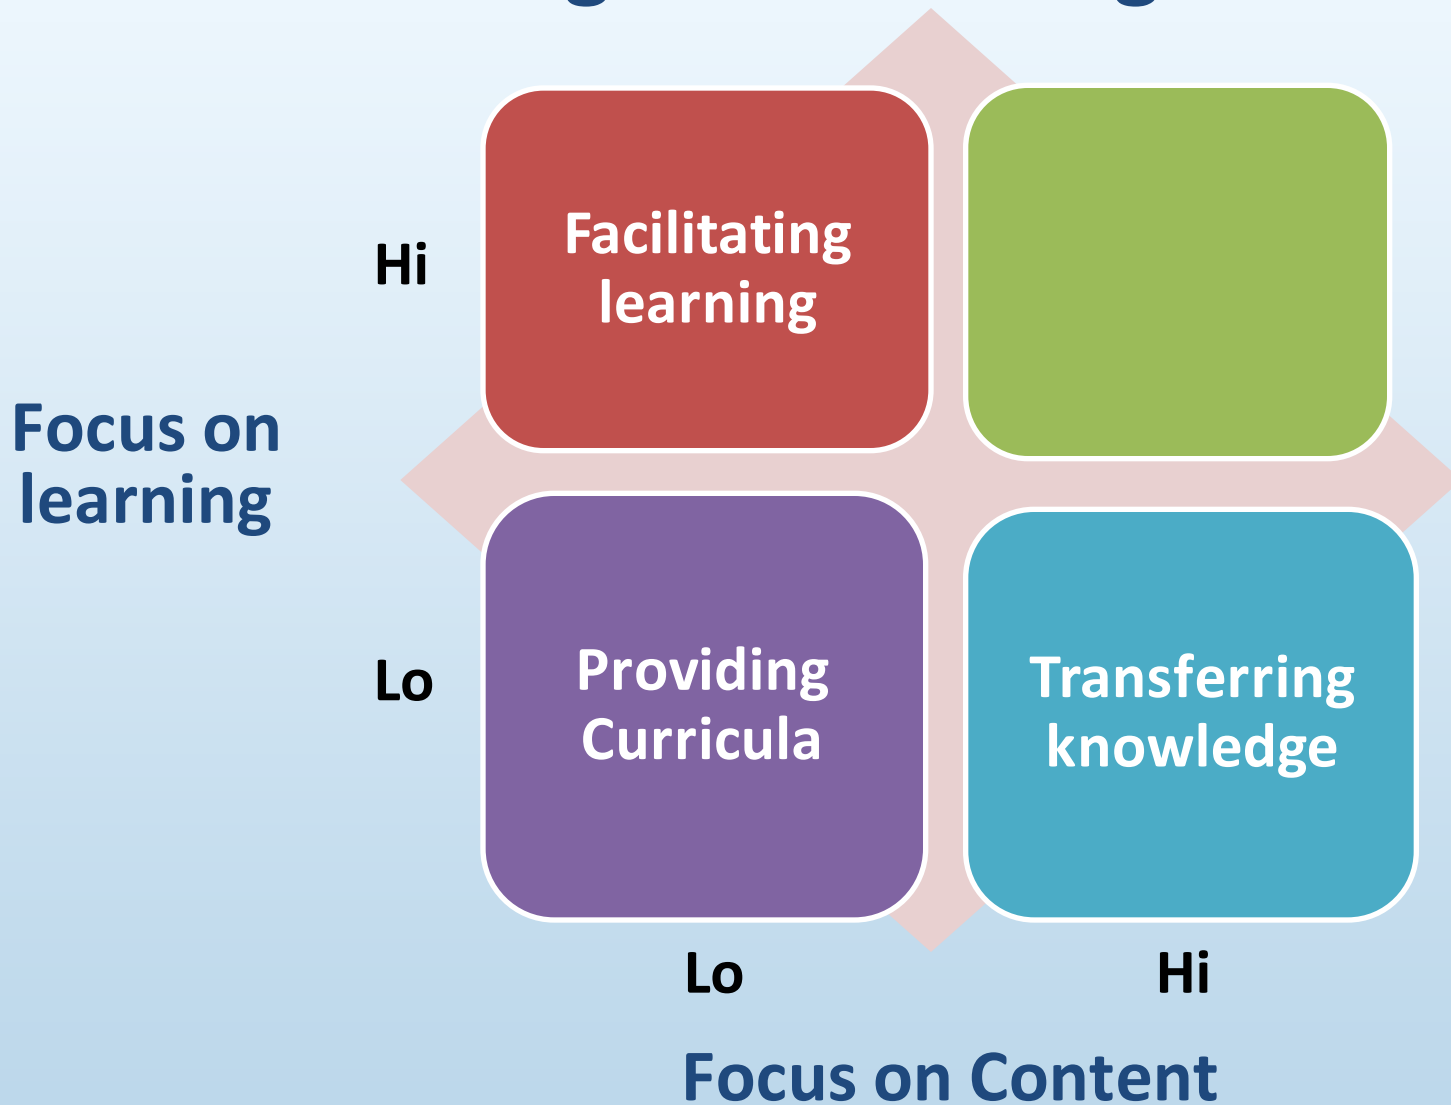 Facilitating
learning
Hi
Focus on
learning
Lo
Providing
Curricula
Transferring
knowledge
Lo
Hi
Focus on Content